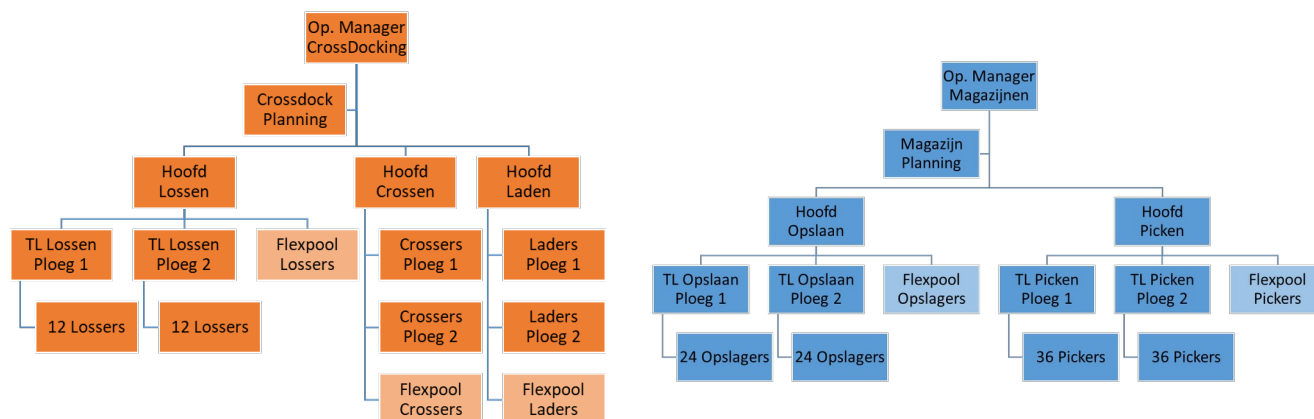 Op. Manager
CrossDocking
Crossdock
Planning
Hoofd
Lossen
Hoofd
Crossen
Hoofd
Laden
TL Lossen
Ploeg 1
TL Lossen
Ploeg 2
Flexpool
Lossers
Crossers
Ploeg 1
Laders
Ploeg 1
12 Lossers
12 Lossers
Crossers
Ploeg 2
Laders
Ploeg 2
Flexpool
Crossers
Flexpool
Laders
Op. Manager
Magazijnen
Magazijn
Planning
Hoofd
Opslaan
Hoofd
Picken
TL Opslaan
Ploeg 1
TL Opslaan
Ploeg 2
Flexpool
Opslagers
TL Picken
Ploeg 1
TL Picken
Ploeg 2
Flexpool
Pickers
24 Opslagers
24 Opslagers
36 Pickers
36 Pickers